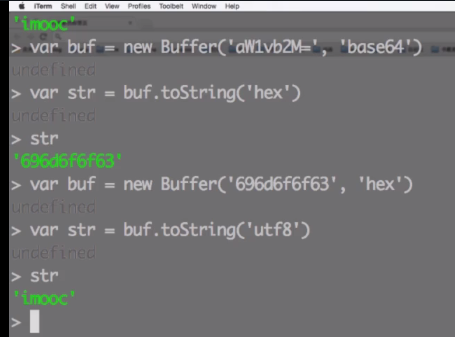 iTerm Shell Edit View Profiles Toolbelt Window Help
'imooc'
> var buf = new Buffer('aW1vb2M=', 'base64')
undefined
> var str = buf.toString('hex')
undefined
> str
'696d6f6f63'
> var buf = new Buffer('696d6f6f63', 'hex')
undefined
> var str = buf.toString('utf8')
undefined
> str
'imooc'
>